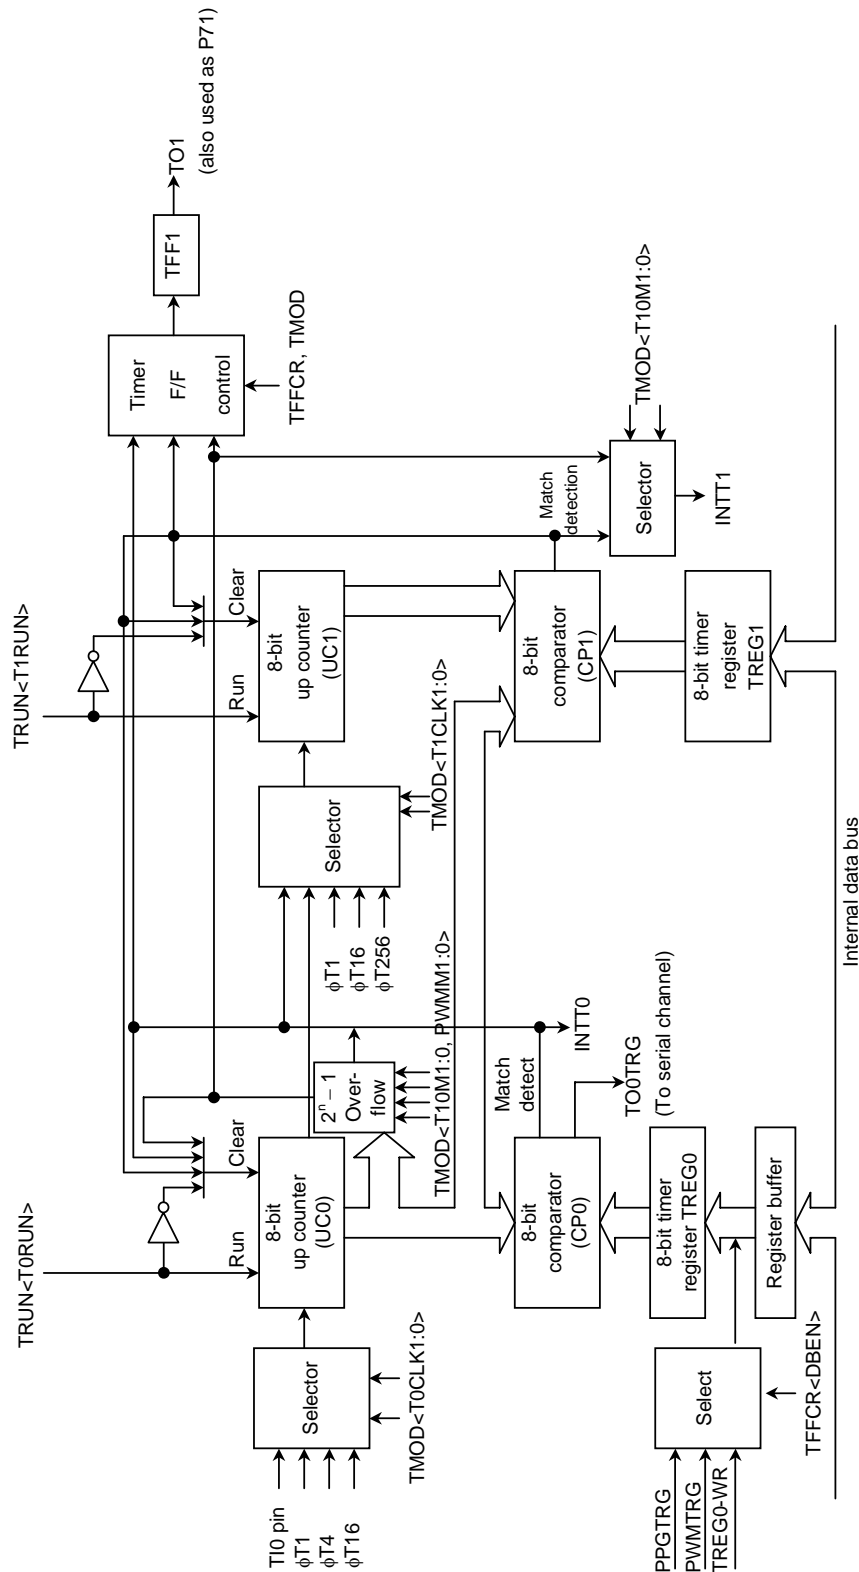 TRUN<T0RUN>
TRUN<T1RUN>
Run
Clear
Run
Clear
TI0 pin
ϕT1
ϕT4
ϕT16
Selector
TMOD<T0CLK1:0>
8-bit
up counter
(UC0)
2ⁿ – 1
Over-
flow
TMOD<T10M1:0, PWMM1:0>
ϕT1
ϕT16
ϕT256
Selector
TMOD<T1CLK1:0>
8-bit
up counter
(UC1)
Timer
F/F
control
TFFCR, TMOD
TFF1
TO1
(also used as P71)
8-bit
comparator
(CP0)
Match
detect
INTT0
TO0TRG
(To serial channel)
8-bit
comparator
(CP1)
Match
detection
Selector
TMOD<T10M1:0>
INTT1
PPGTRG
PWMTRG
TREG0-WR
Select
TFFCR<DBEN>
8-bit timer
register TREG0
Register buffer
8-bit timer
register
TREG1
Internal data bus